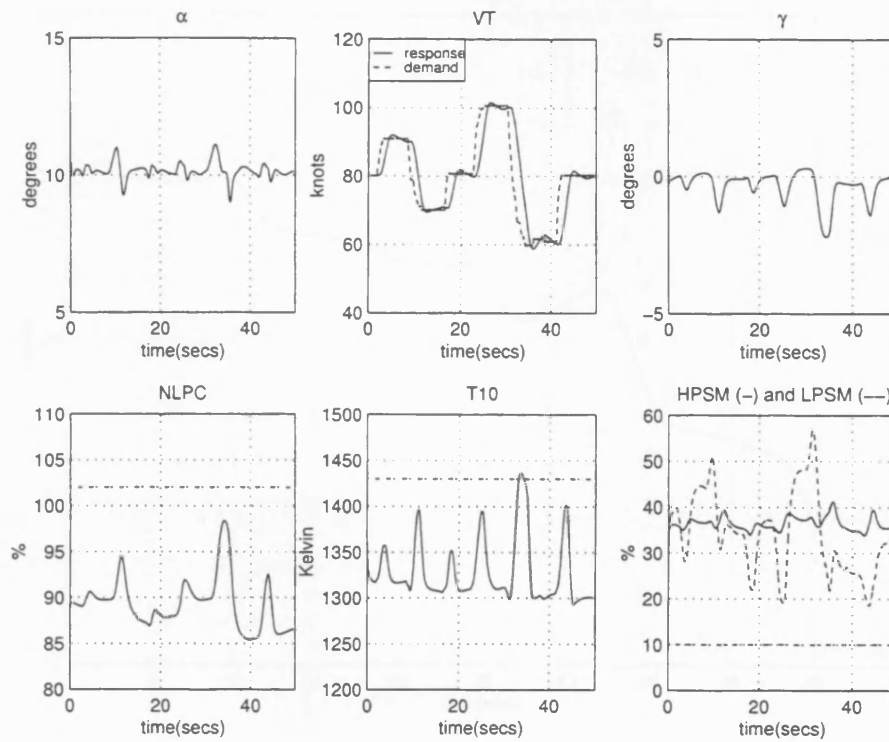 α
VT
γ
15
10
5
degrees
0
20
40
time(secs)
120
100
80
60
40
knots
response
demand
0
20
40
time(secs)
5
0
−5
degrees
0
20
40
time(secs)
NLPC
T10
HPSM (−) and LPSM (−−)
110
105
100
95
90
85
80
%
0
20
40
time(secs)
1500
1450
1400
1350
1300
1250
1200
Kelvin
0
20
40
time(secs)
60
50
40
30
20
10
0
%
0
20
40
time(secs)